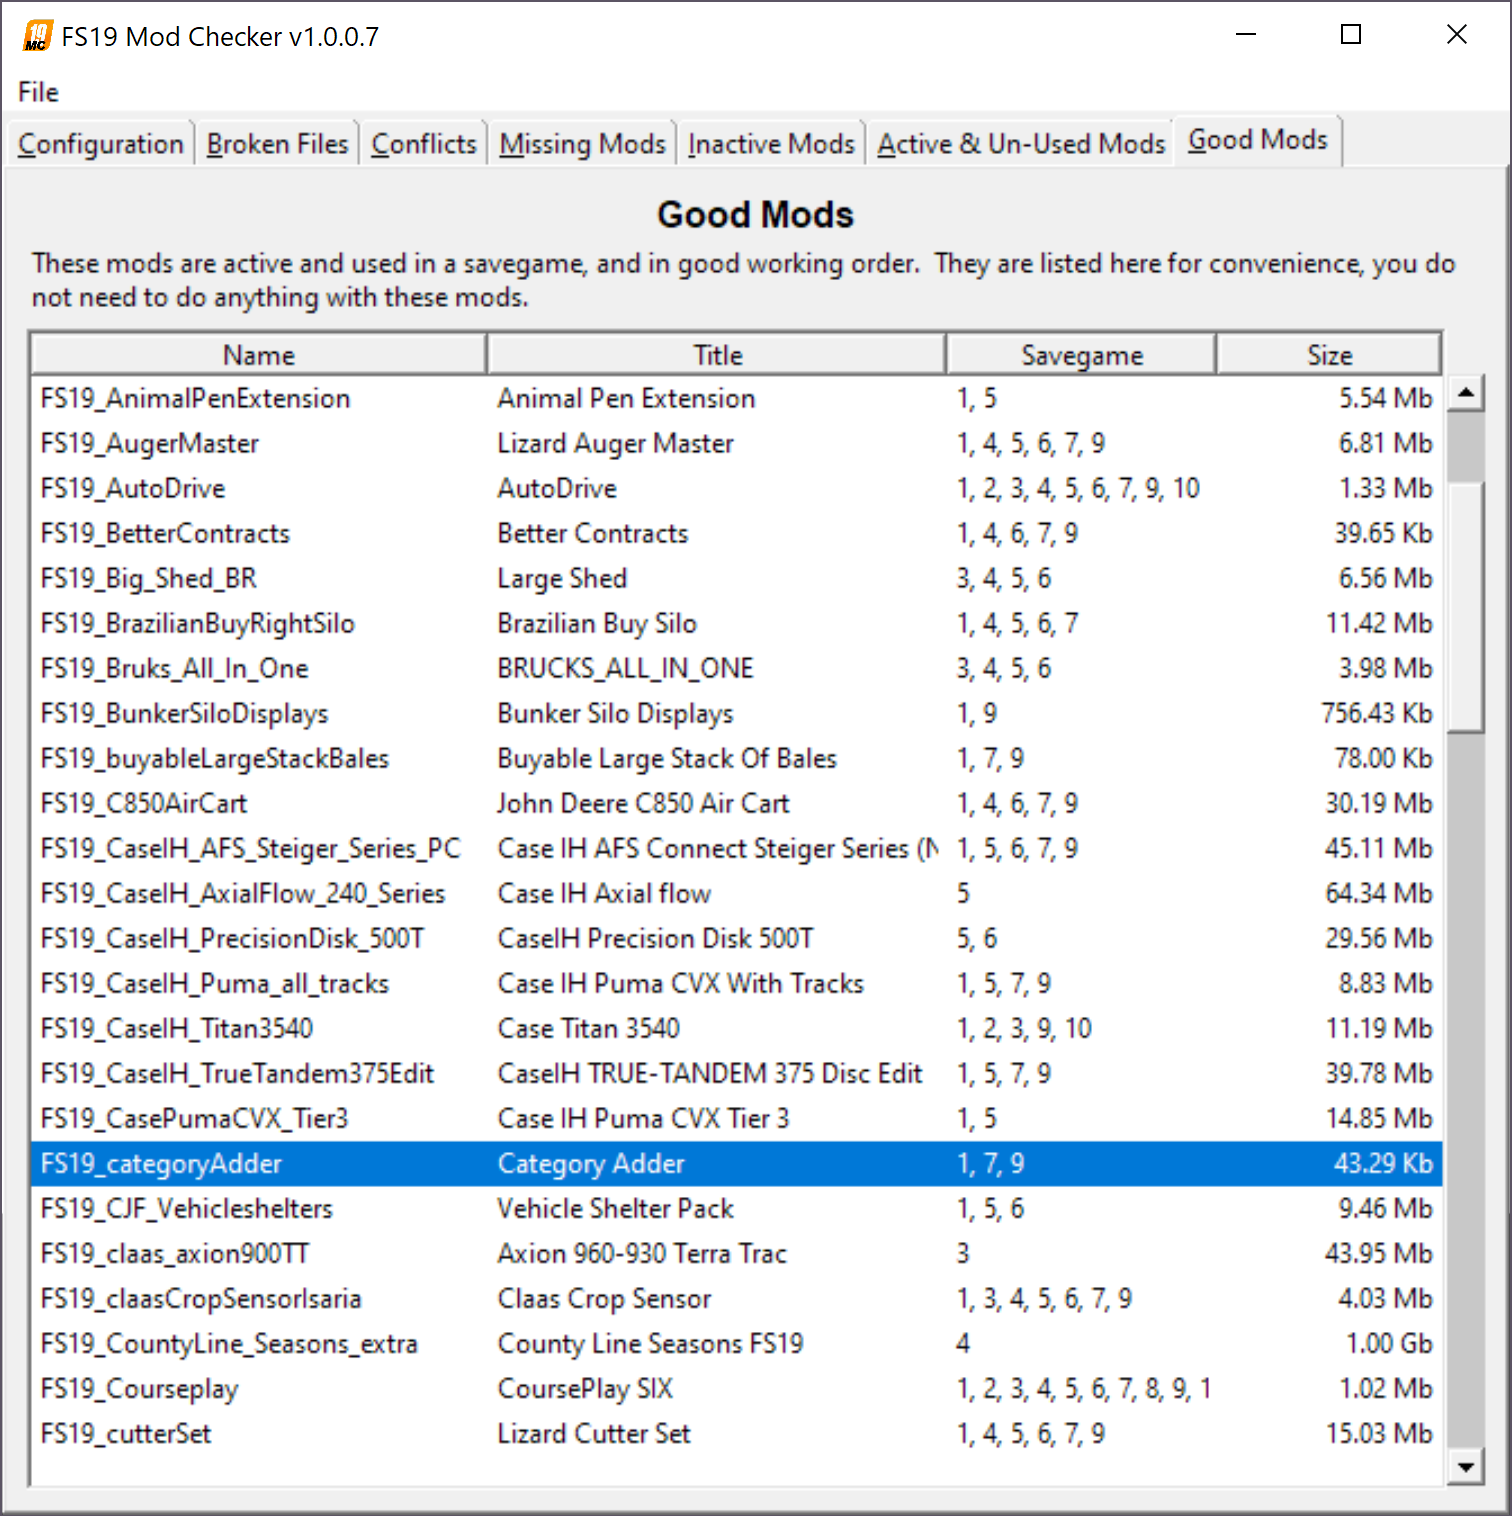 19 MC FS19 Mod Checker v1.0.0.7
File
Configuration Broken Files Conflicts Missing Mods Inactive Mods Active & Un-Used Mods Good Mods
Good Mods
These mods are active and used in a savegame, and in good working order. They are listed here for convenience, you do
not need to do anything with these mods.
Name Title Savegame Size
FS19_AnimalPenExtension Animal Pen Extension 1, 5 5.54 Mb
FS19_AugerMaster Lizard Auger Master 1, 4, 5, 6, 7, 9 6.81 Mb
FS19_AutoDrive AutoDrive 1, 2, 3, 4, 5, 6, 7, 9, 10 1.33 Mb
FS19_BetterContracts Better Contracts 1, 4, 6, 7, 9 39.65 Kb
FS19_Big_Shed_BR Large Shed 3, 4, 5, 6 6.56 Mb
FS19_BrazilianBuyRightSilo Brazilian Buy Silo 1, 4, 5, 6, 7 11.42 Mb
FS19_Bruks_All_In_One BRUCKS_ALL_IN_ONE 3, 4, 5, 6 3.98 Mb
FS19_BunkerSiloDisplays Bunker Silo Displays 1, 9 756.43 Kb
FS19_buyableLargeStackBales Buyable Large Stack Of Bales 1, 7, 9 78.00 Kb
FS19_C850AirCart John Deere C850 Air Cart 1, 4, 6, 7, 9 30.19 Mb
FS19_CaseIH_AFS_Steiger_Series_PC Case IH AFS Connect Steiger Series (N 1, 5, 6, 7, 9 45.11 Mb
FS19_CaseIH_AxialFlow_240_Series Case IH Axial flow 5 64.34 Mb
FS19_CaseIH_PrecisionDisk_500T CaseIH Precision Disk 500T 5, 6 29.56 Mb
FS19_CaseIH_Puma_all_tracks Case IH Puma CVX With Tracks 1, 5, 7, 9 8.83 Mb
FS19_CaseIH_Titan3540 Case Titan 3540 1, 2, 3, 9, 10 11.19 Mb
FS19_CaseIH_TrueTandem375Edit CaseIH TRUE-TANDEM 375 Disc Edit 1, 5, 7, 9 39.78 Mb
FS19_CasePumaCVX_Tier3 Case IH Puma CVX Tier 3 1, 5 14.85 Mb
FS19_categoryAdder Category Adder 1, 7, 9 43.29 Kb
FS19_CJF_Vehicleshelters Vehicle Shelter Pack 1, 5, 6 9.46 Mb
FS19_claas_axion900TT Axion 960-930 Terra Trac 3 43.95 Mb
FS19_claasCropSensorIsaria Claas Crop Sensor 1, 3, 4, 5, 6, 7, 9 4.03 Mb
FS19_CountyLine_Seasons_extra County Line Seasons FS19 4 1.00 Gb
FS19_Courseplay CoursePlay SIX 1, 2, 3, 4, 5, 6, 7, 8, 9, 1 1.02 Mb
FS19_cutterSet Lizard Cutter Set 1, 4, 5, 6, 7, 9 15.03 Mb